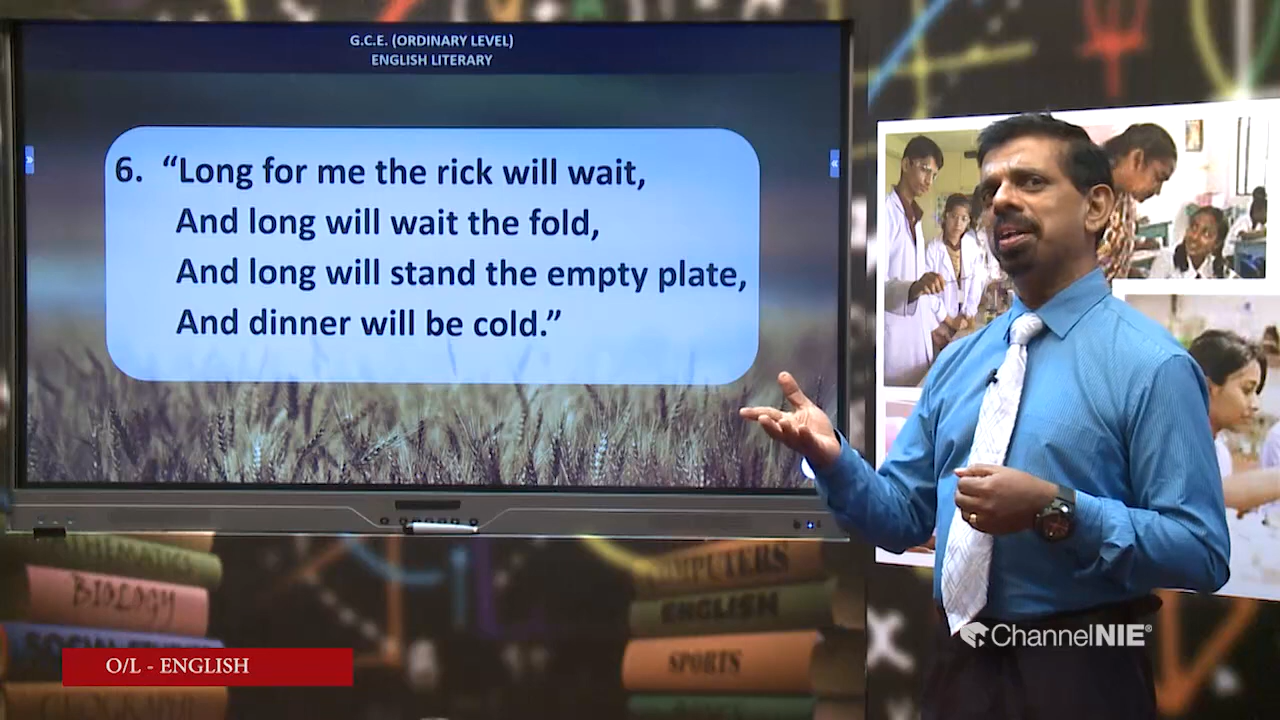 G.C.E. (ORDINARY LEVEL)
ENGLISH LITERARY
6. “Long for me the rick will wait,
And long will wait the fold,
And long will stand the empty plate,
And dinner will be cold.”
MATHEMATICS
BIOLOGY
COMPUTERS
ENGLISH
SPORTS
ChannelNIE®
O/L - ENGLISH